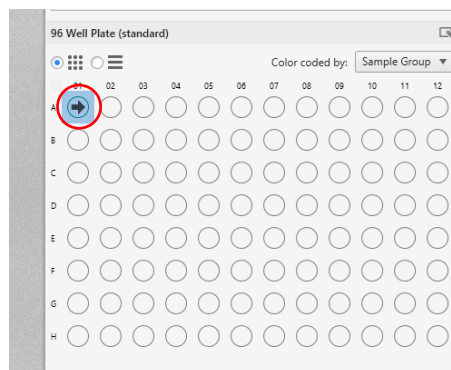 96 Well Plate (standard)
Color coded by: Sample Group
01 02 03 04 05 06 07 08 09 10 11 12
A
B
C
D
E
F
G
H